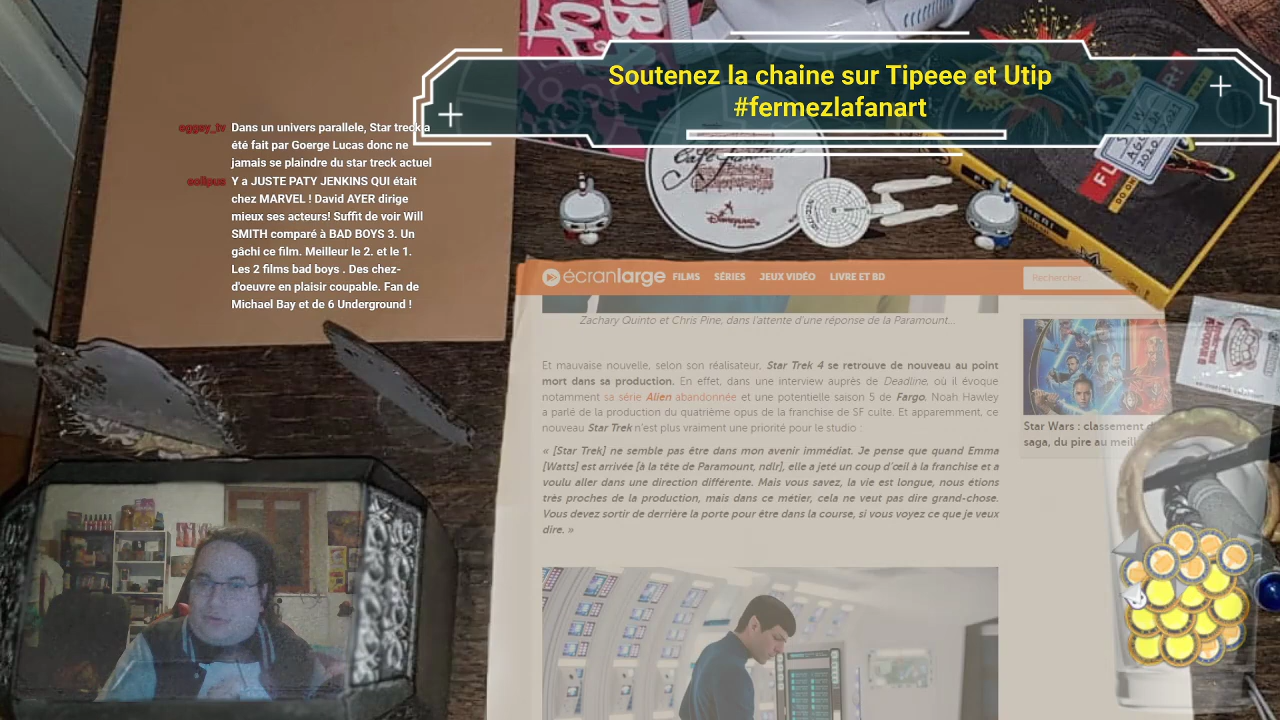 Soutenez la chaine sur Tipeee et Utip
#fermezlafanart
oggsy_tv Dans un univers parallele, Star treck a
été fait par Goerge Lucas donc ne
jamais se plaindre du star treck actuel
eolipus Y a JUSTE PATY JENKINS QUI était
chez MARVEL ! David AYER dirige
mieux ses acteurs! Suffit de voir Will
SMITH comparé à BAD BOYS 3. Un
gâchi ce film. Meilleur le 2. et le 1.
Les 2 films bad boys . Des chez-
d'oeuvre en plaisir coupable. Fan de
Michael Bay et de 6 Underground !
écranlarge FILMS SÉRIES JEUX VIDÉO LIVRE ET BD Rechercher...
Zachary Quinto et Chris Pine, dans l'attente d'une réponse de la Paramount...
Et mauvaise nouvelle, selon son réalisateur, Star Trek 4 se retrouve de nouveau au point
mort dans sa production. En effet, dans une interview auprès de Deadline, où il évoque
notamment sa série Alien abandonnée et une potentielle saison 5 de Fargo, Noah Hawley
a parlé de la production du quatrième opus de la franchise de SF culte. Et apparemment, ce
nouveau Star Trek n'est plus vraiment une priorité pour le studio :
« [Star Trek] ne semble pas être dans mon avenir immédiat. Je pense que quand Emma
[Watts] est arrivée [à la tête de Paramount, ndlr], elle a jeté un coup d'œil à la franchise et a
voulu aller dans une direction différente. Mais vous savez, la vie est longue, nous étions
très proches de la production, mais dans ce métier, cela ne veut pas dire grand-chose.
Vous devez sortir de derrière la porte pour être dans la course, si vous voyez ce que je veux
dire. »
Star Wars : classement
saga, du pire au meill